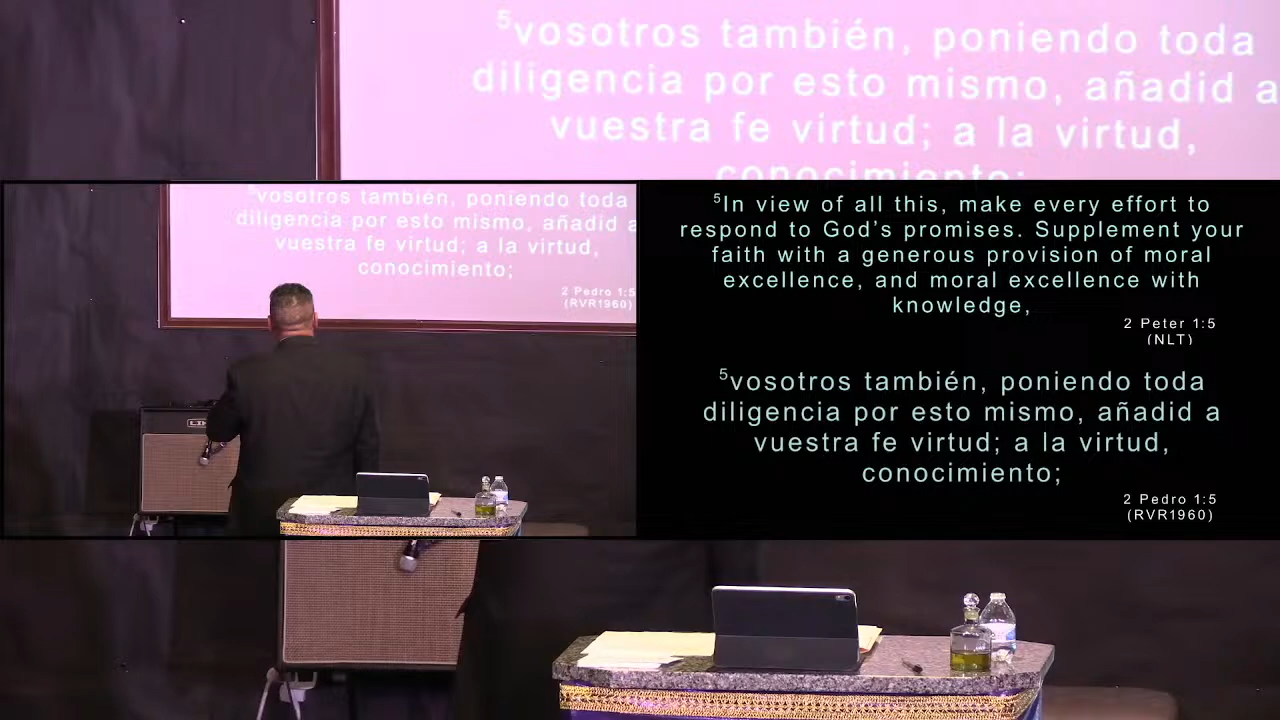 ⁵vosotros también, poniendo toda
diligencia por esto mismo, añadid a
vuestra fe virtud; a la virtud,
conocimiento;
⁵vosotros también, poniendo toda
diligencia por esto mismo, añadid a
vuestra fe virtud; a la virtud,
conocimiento;
2 Pedro 1:5
(RVR1960)
⁵In view of all this, make every effort to
respond to God's promises. Supplement your
faith with a generous provision of moral
excellence, and moral excellence with
knowledge,
2 Peter 1:5
(NLT)
⁵vosotros también, poniendo toda
diligencia por esto mismo, añadid a
vuestra fe virtud; a la virtud,
conocimiento;
2 Pedro 1:5
(RVR1960)